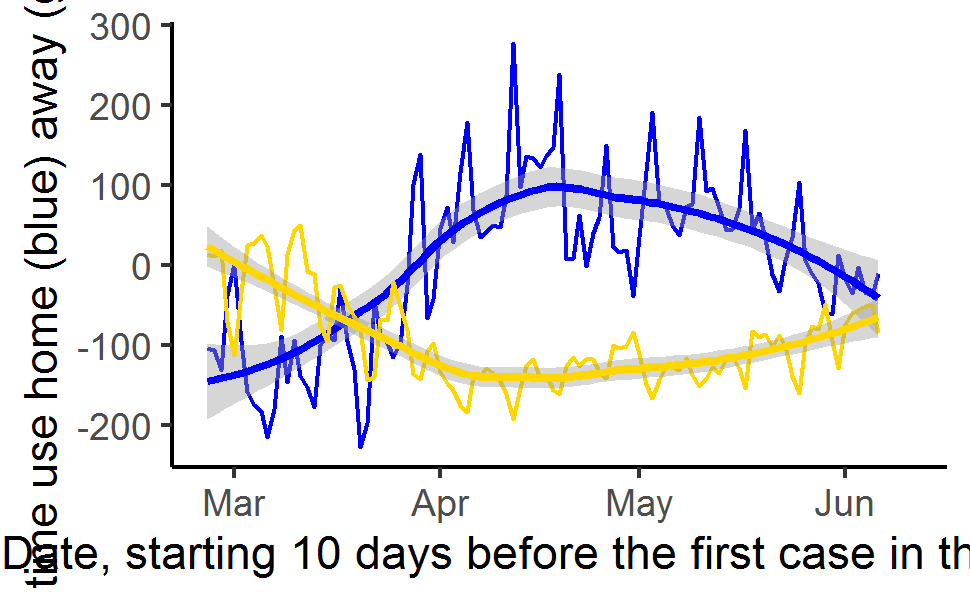 time use home (blue) away (
300
200
100
0
-100
-200
Mar Apr May Jun
Date, starting 10 days before the first case in th